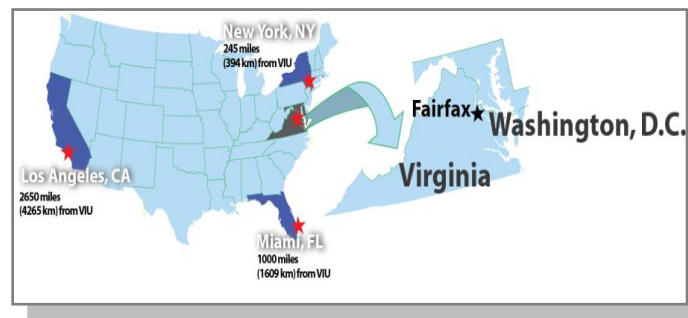 New York, NY
245 miles
(394 km) from VIU
Fairfax
Washington, D.C.
Virginia
Los Angeles, CA
2650 miles
(4265 km) from VIU
Miami, FL
1000 miles
(1609 km) from VIU